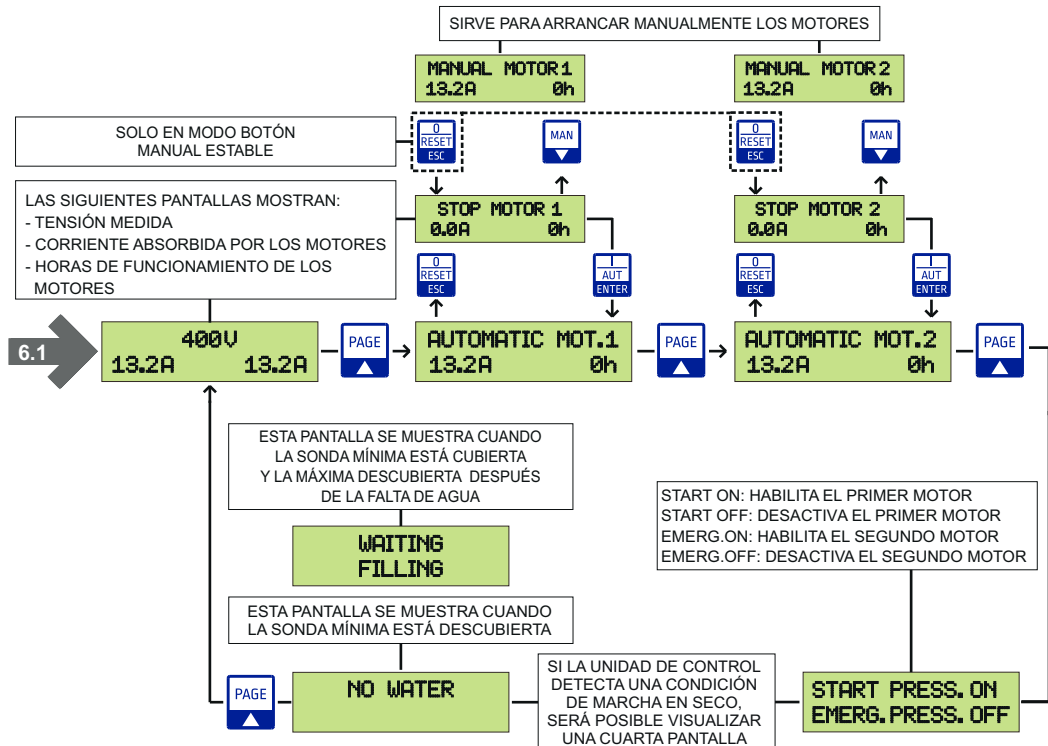 SIRVE PARA ARRANCAR MANUALMENTE LOS MOTORES
MANUAL MOTOR 1
13.2A 0h
MANUAL MOTOR 2
13.2A 0h
SOLO EN MODO BOTÓN
MANUAL ESTABLE
0
RESET
ESC
MAN
0
RESET
ESC
MAN
LAS SIGUIENTES PANTALLAS MOSTRAN:
- TENSIÓN MEDIDA
- CORRIENTE ABSORBIDA POR LOS MOTORES
- HORAS DE FUNCIONAMIENTO DE LOS
MOTORES
STOP MOTOR 1
0.0A 0h
STOP MOTOR 2
0.0A 0h
0
RESET
ESC
I
AUT
ENTER
0
RESET
ESC
I
AUT
ENTER
6.1
400V
13.2A 13.2A
PAGE
AUTOMATIC MOT.1
13.2A 0h
PAGE
AUTOMATIC MOT.2
13.2A 0h
PAGE
ESTA PANTALLA SE MUESTRA CUANDO
LA SONDA MÍNIMA ESTÁ CUBIERTA
Y LA MÁXIMA DESCUBIERTA DESPUÉS
DE LA FALTA DE AGUA
WAITING
FILLING
START ON: HABILITA EL PRIMER MOTOR
START OFF: DESACTIVA EL PRIMER MOTOR
EMERG.ON: HABILITA EL SEGUNDO MOTOR
EMERG.OFF: DESACTIVA EL SEGUNDO MOTOR
ESTA PANTALLA SE MUESTRA CUANDO
LA SONDA MÍNIMA ESTÁ DESCUBIERTA
PAGE
NO WATER
SI LA UNIDAD DE CONTROL
DETECTA UNA CONDICIÓN
DE MARCHA EN SECO,
SERÁ POSIBLE VISUALIZAR
UNA CUARTA PANTALLA
START PRESS. ON
EMERG. PRESS. OFF